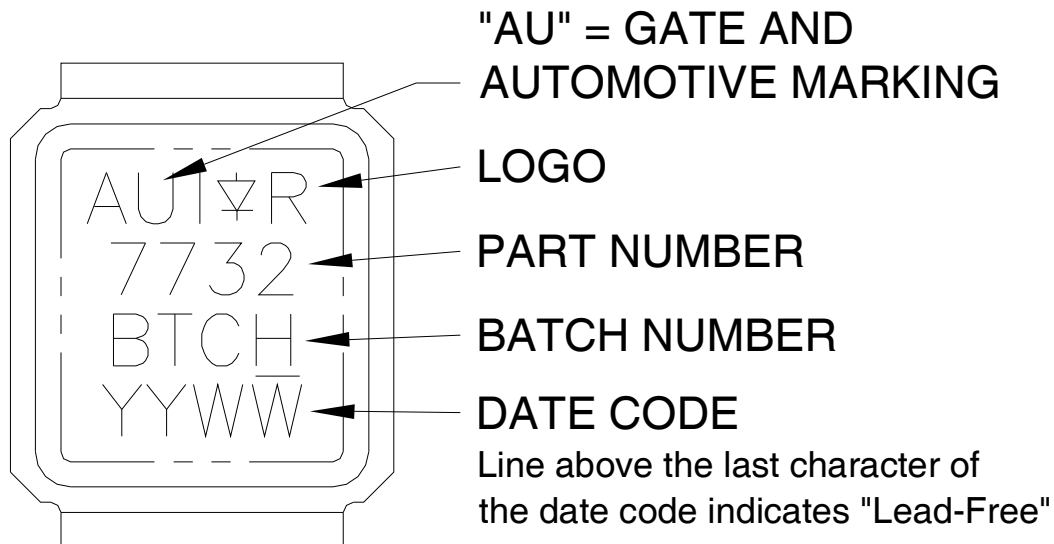 "AU" = GATE AND
AUTOMOTIVE MARKING
AUI R
LOGO
7732
PART NUMBER
BTCH
BATCH NUMBER
YYWW
DATE CODE
Line above the last character of
the date code indicates "Lead-Free"